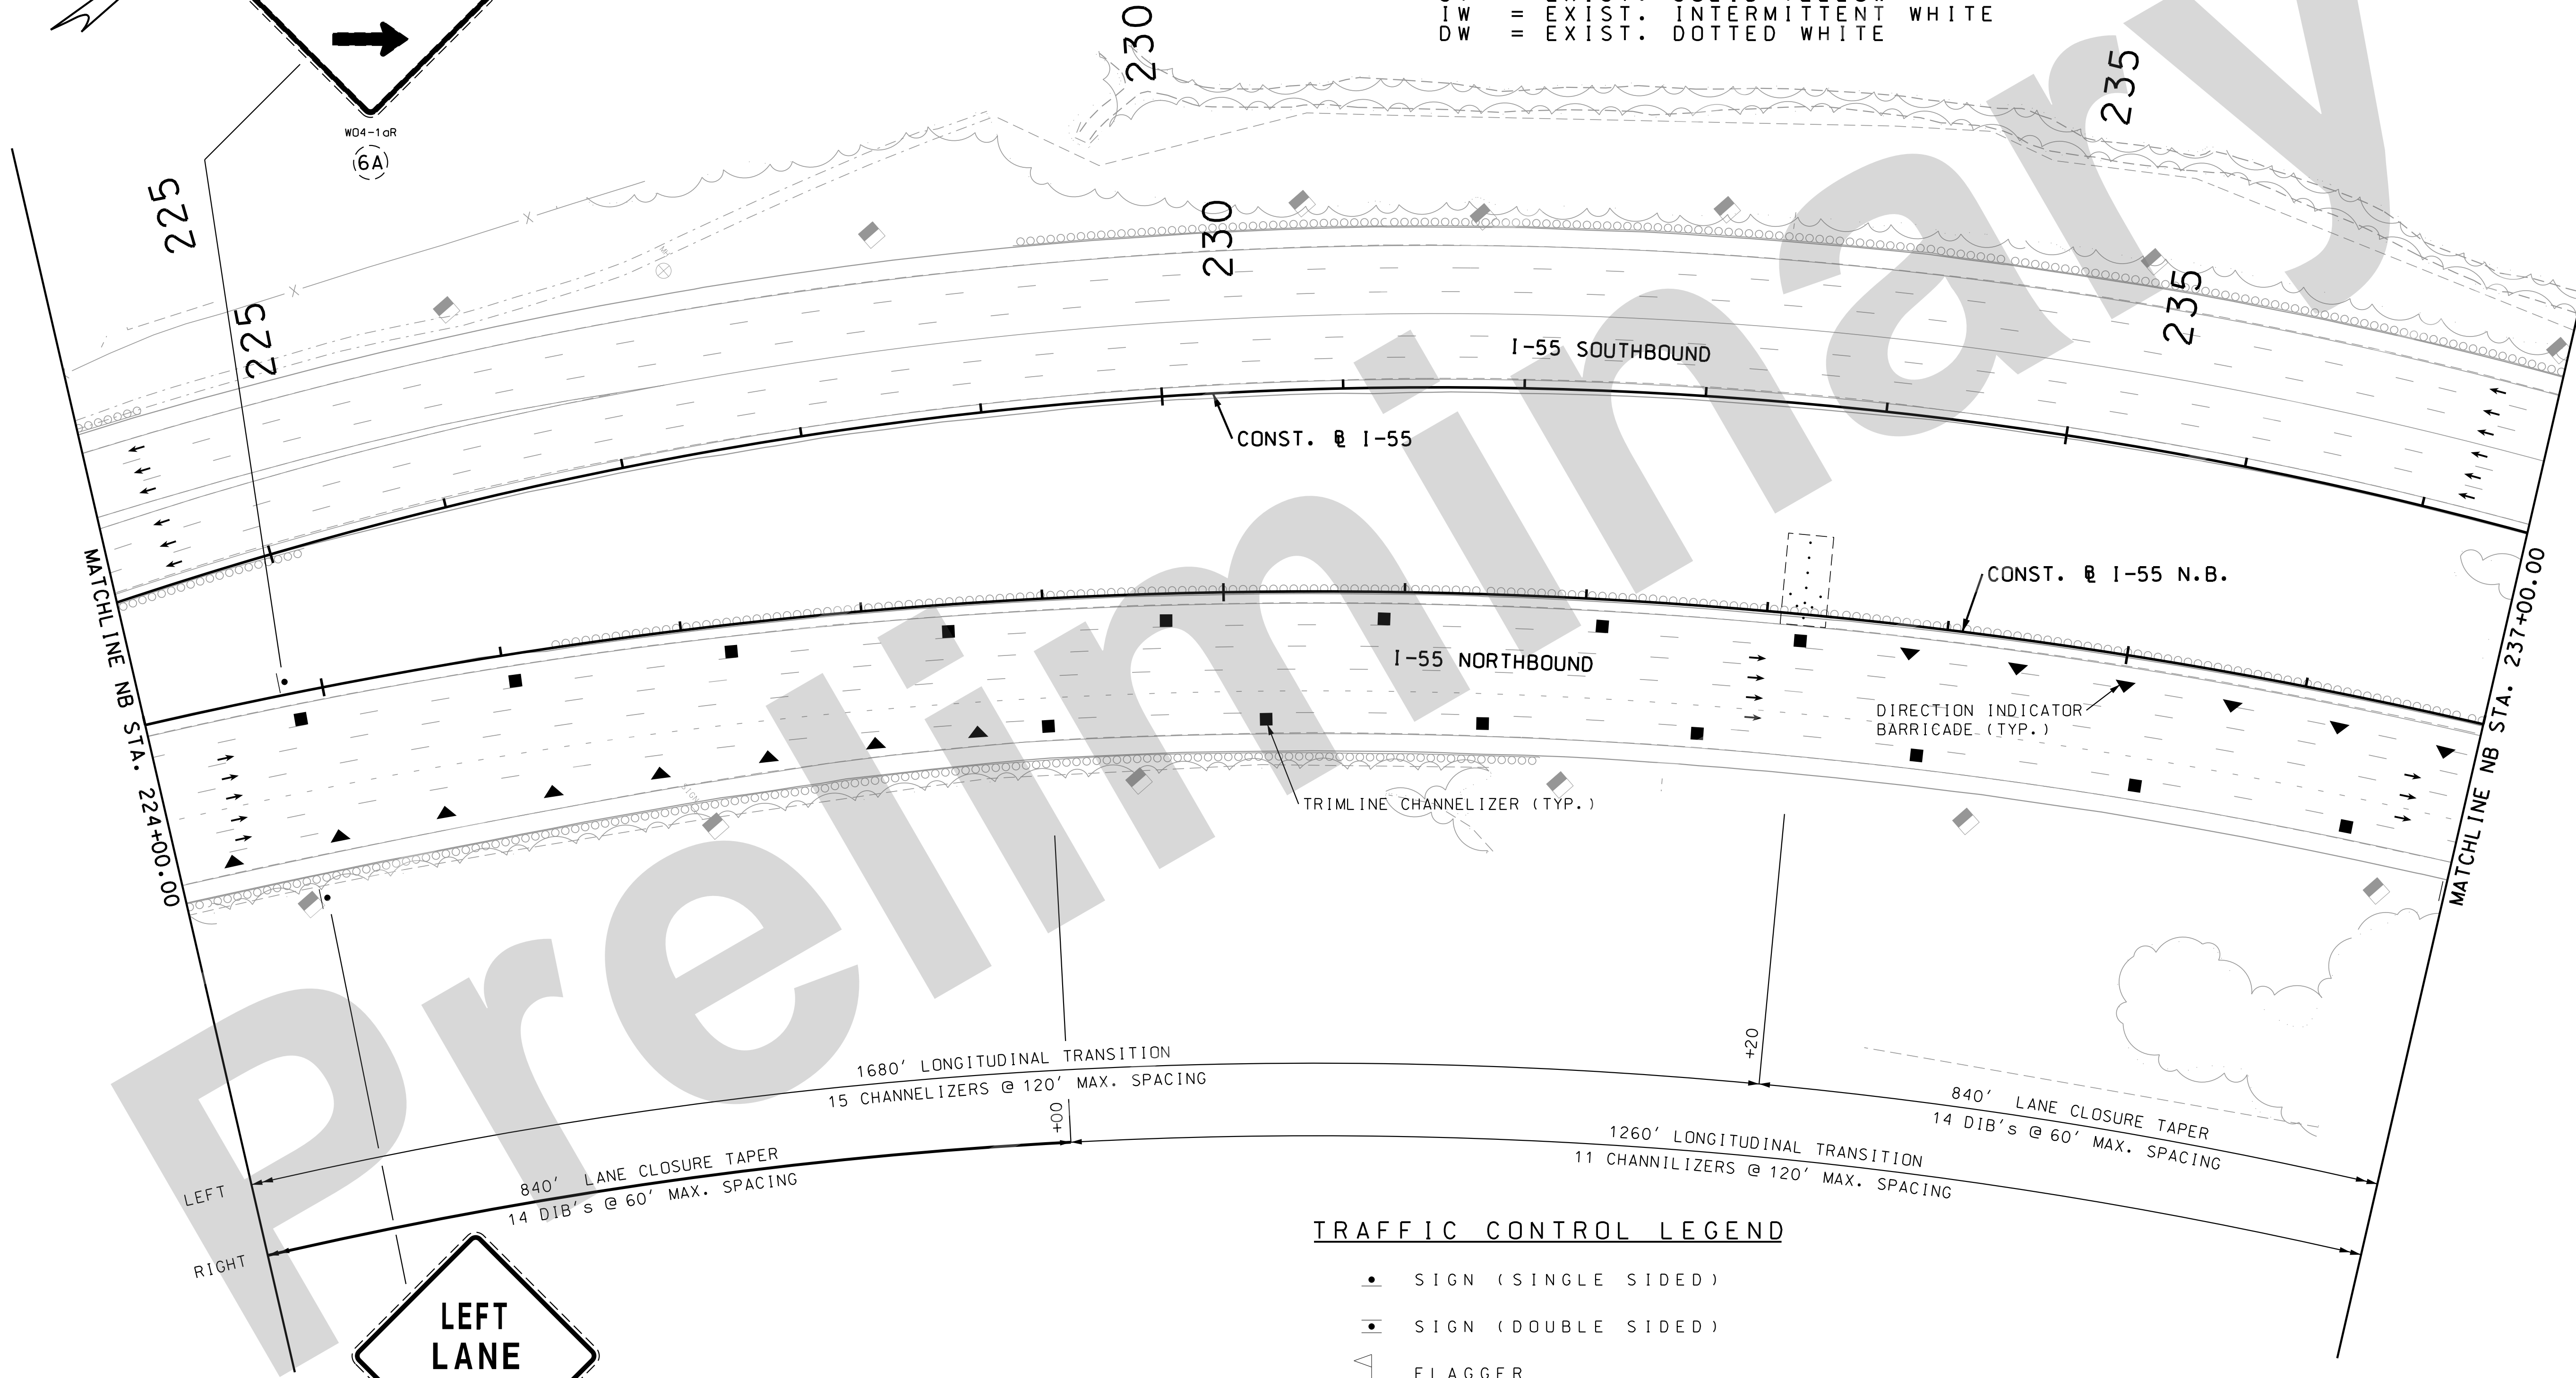 IW = EXIST. INTERMITTENT WHITE
DW = EXIST. DOTTED WHITE
W04-1aR
6A
225
225
230
230
235
235
I-55 SOUTHBOUND
CONST. ℄ I-55
CONST. ℄ I-55 N.B.
I-55 NORTHBOUND
MATCHLINE NB STA. 224+00.00
MATCHLINE NB STA. 237+00.00
DIRECTION INDICATOR
BARRICADE (TYP.)
TRIMLINE CHANNELIZER (TYP.)
SIGN
+20
1680' LONGITUDINAL TRANSITION
15 CHANNELIZERS @ 120' MAX. SPACING
840' LANE CLOSURE TAPER
14 DIB's @ 60' MAX. SPACING
+00
LEFT
840' LANE CLOSURE TAPER
14 DIB's @ 60' MAX. SPACING
1260' LONGITUDINAL TRANSITION
11 CHANNILIZERS @ 120' MAX. SPACING
RIGHT
TRAFFIC CONTROL LEGEND
SIGN (SINGLE SIDED)
SIGN (DOUBLE SIDED)
FLAGGER
LEFT
LANE
Preliminary